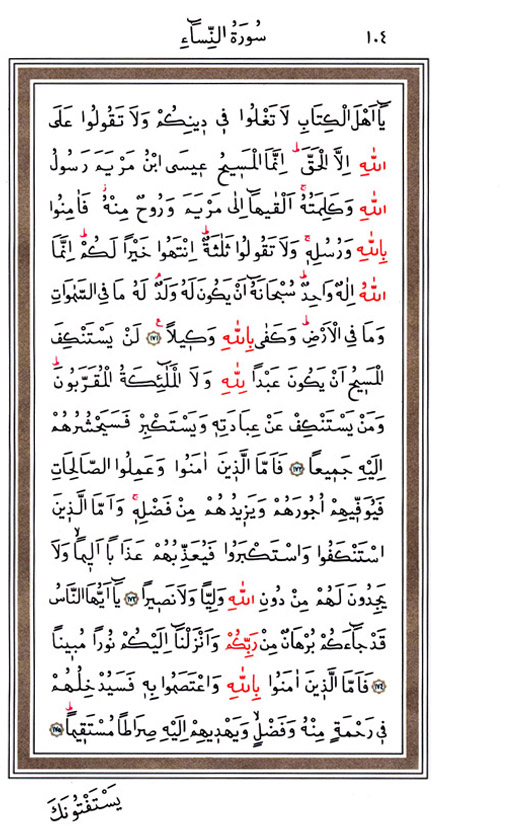 سُورَةُ النِّسَٓاءِ ١٠٤
يَٓا اَهْلَ الْكِتَابِ لَا تَغْلُوا ف۪ي د۪ينِكُمْ وَلَا تَقُولُوا عَلَى
اللّٰهِ اِلَّا الْحَقَّۜ اِنَّمَا الْمَس۪يحُ ع۪يسَى ابْنُ مَرْيَمَ رَسُولُ
اللّٰهِ وَكَلِمَتُهُۚ اَلْقٰيهَٓا اِلٰى مَرْيَمَ وَرُوحٌ مِنْهُۘ فَاٰمِنُوا
بِاللّٰهِ وَرُسُلِه۪ۚ وَلَا تَقُولُوا ثَلٰثَةٌۜ اِنْتَهُوا خَيْرًا لَكُمْۜ اِنَّمَا
اللّٰهُ اِلٰهٌ وَاحِدٌۜ سُبْحَانَهُٓ اَنْ يَكُونَ لَهُ وَلَدٌۢ لَهُ مَا فِي السَّمٰوَاتِ
وَمَا فِي الْاَرْضِۜ وَكَفٰى بِاللّٰهِ وَك۪يلًا۟ ﴿١٧١﴾ لَنْ يَسْتَنْكِفَ
الْمَس۪يحُ اَنْ يَكُونَ عَبْدًا لِلّٰهِ وَلَا الْمَلٰٓئِكَةُ الْمُقَرَّبُونَۜ
وَمَنْ يَسْتَنْكِفْ عَنْ عِبَادَتِه۪ وَيَسْتَكْبِرْ فَسَيَحْشُرُهُمْ
اِلَيْهِ جَم۪يعًا ﴿١٧٢﴾ فَاَمَّا الَّذ۪ينَ اٰمَنُوا وَعَمِلُوا الصَّالِحَاتِ
فَيُوَفّ۪يهِمْ اُجُورَهُمْ وَيَز۪يدُهُمْ مِنْ فَضْلِه۪ۚ وَاَمَّا الَّذ۪ينَ
اسْتَنْكَفُوا وَاسْتَكْبَرُوا فَيُعَذِّبُهُمْ عَذَابًا اَل۪يمًاۙ وَلَا
يَجِدُونَ لَهُمْ مِنْ دُونِ اللّٰهِ وَلِيًّا وَلَا نَص۪يرًا ﴿١٧٣﴾ يَٓا اَيُّهَا النَّاسُ
قَدْ جَٓاءَكُمْ بُرْهَانٌ مِنْ رَبِّكُمْ وَاَنْزَلْنَٓا اِلَيْكُمْ نُورًا مُب۪ينًا
﴿١٧٤﴾ فَاَمَّا الَّذ۪ينَ اٰمَنُوا بِاللّٰهِ وَاعْتَصَمُوا بِه۪ فَسَيُدْخِلُهُمْ
ف۪ي رَحْمَةٍ مِنْهُ وَفَضْلٍۙ وَيَهْد۪يهِمْ اِلَيْهِ صِرَاطًا مُسْتَق۪يمًاۜ ﴿١٧٥﴾
يَسْتَفْتُونَكَ